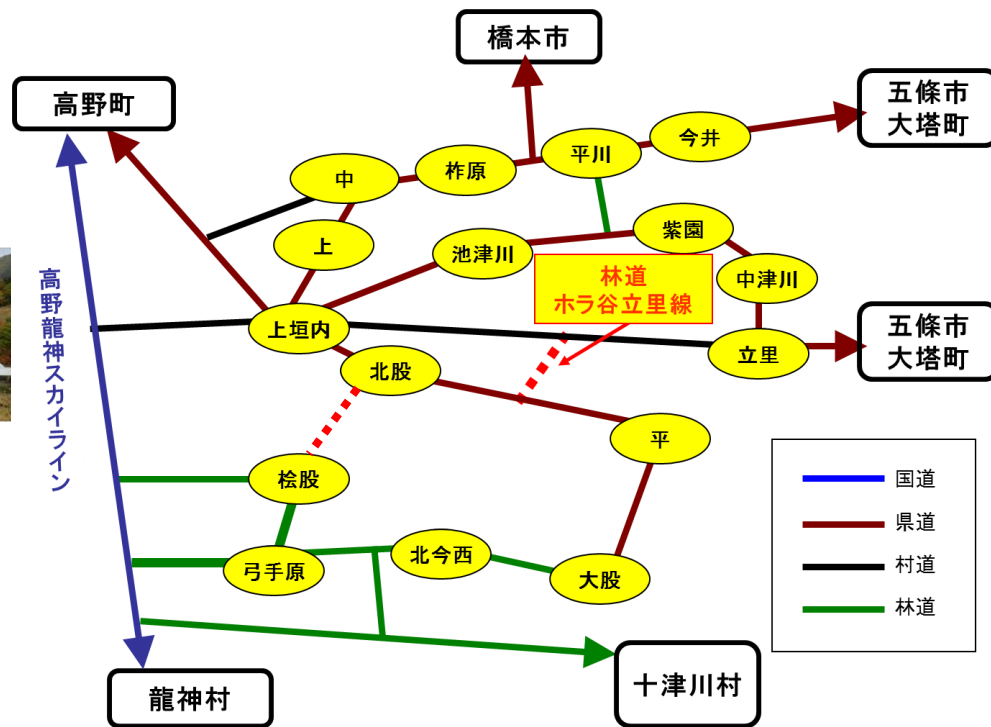 橋本市
高野町
五條市
大塔町
今井
平川
柞原
中
上
紫園
池津川
中津川
林道
ホラ谷立里線
高野龍神スカイライン
上垣内
立里
五條市
大塔町
北股
平
桧股
北今西
弓手原
大股
国道
県道
村道
林道
龍神村
十津川村